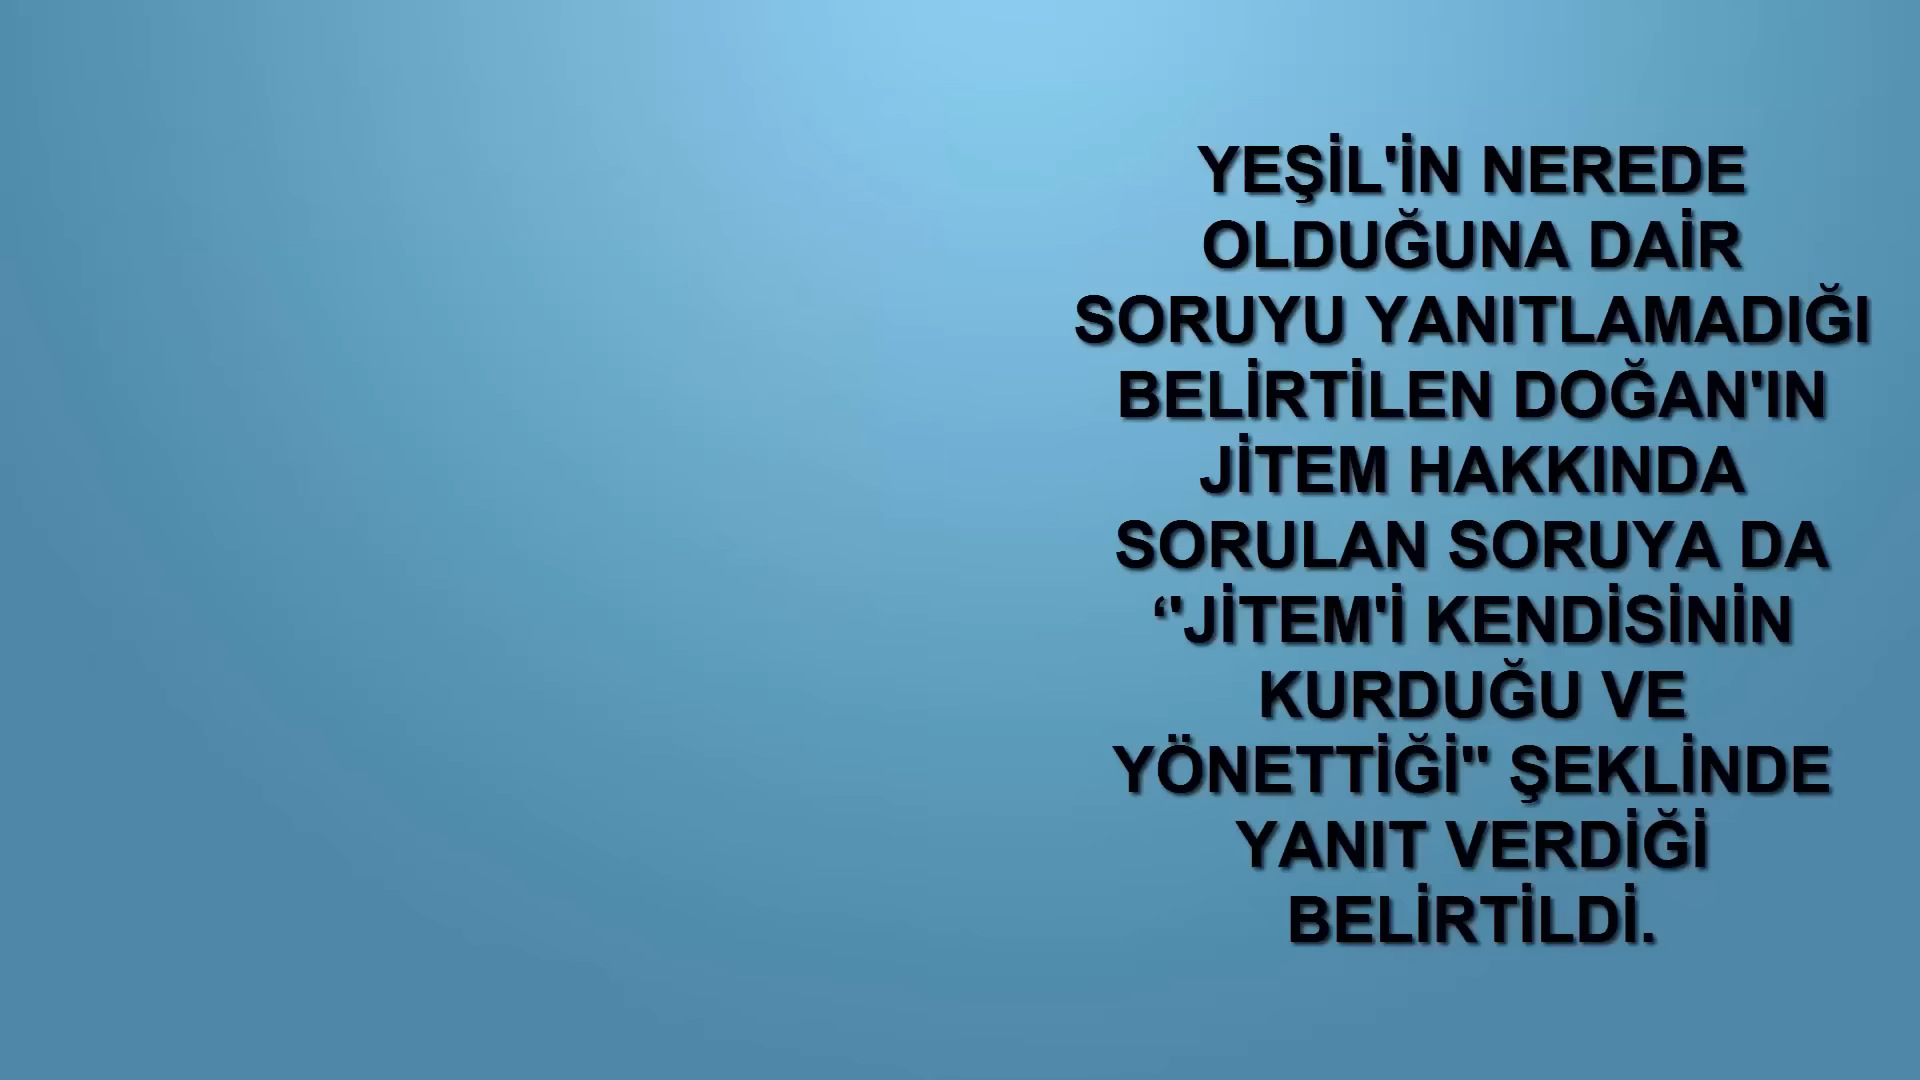 YEŞİL'İN NEREDE
OLDUĞUNA DAİR
SORUYU YANITLAMADIĞI
BELİRTİLEN DOĞAN'IN
JİTEM HAKKINDA
SORULAN SORUYA DA
‘'JİTEM'İ KENDİSİNİN
KURDUĞU VE
YÖNETTİĞİ" ŞEKLİNDE
YANIT VERDİĞİ
BELİRTİLDİ.